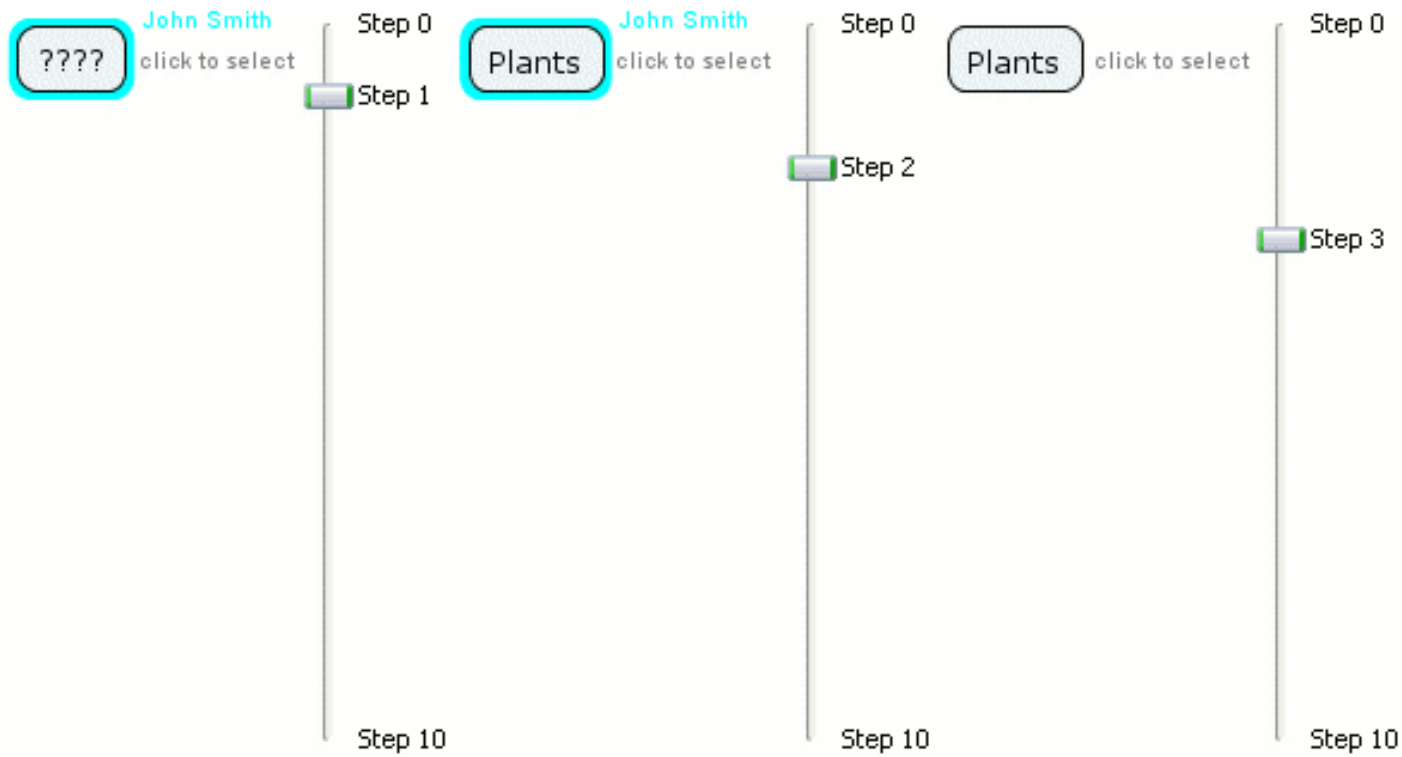 John Smith
????
click to select
Step 0
Step 1
Step 10
John Smith
Plants
click to select
Step 0
Step 2
Step 10
Plants
click to select
Step 0
Step 3
Step 10